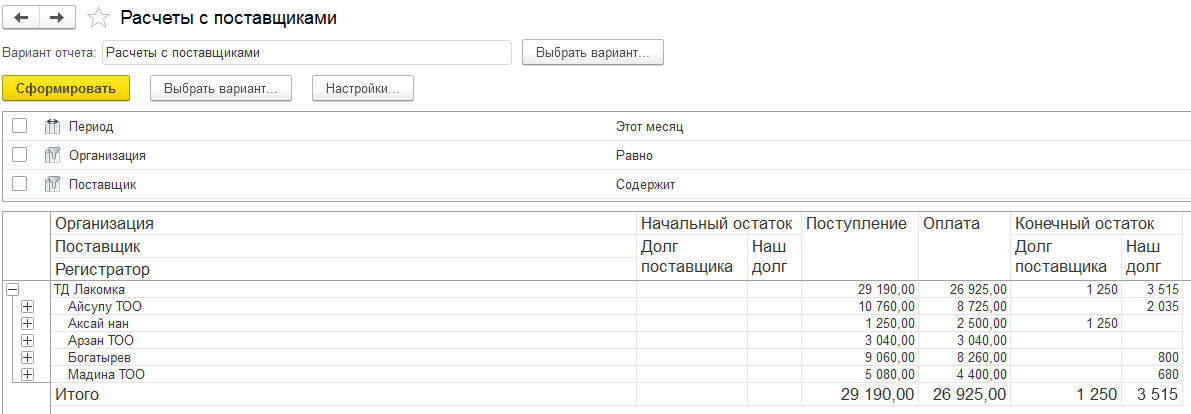 Расчеты с поставщиками
Вариант отчета: Расчеты с поставщиками Выбрать вариант...
Сформировать Выбрать вариант... Настройки...
Период Этот месяц
Организация Равно
Поставщик Содержит
Организация Начальный остаток Поступление Оплата Конечный остаток
Поставщик Долг поставщика Наш долг Долг поставщика Наш долг
Регистратор
ТД Лакомка 29 190,00 26 925,00 1 250 3 515
Айсулу ТОО 10 760,00 8 725,00 2 035
Аксай нан 1 250,00 2 500,00 1 250
Арзан ТОО 3 040,00 3 040,00
Богатырев 9 060,00 8 260,00 800
Мадина ТОО 5 080,00 4 400,00 680
Итого 29 190,00 26 925,00 1 250 3 515